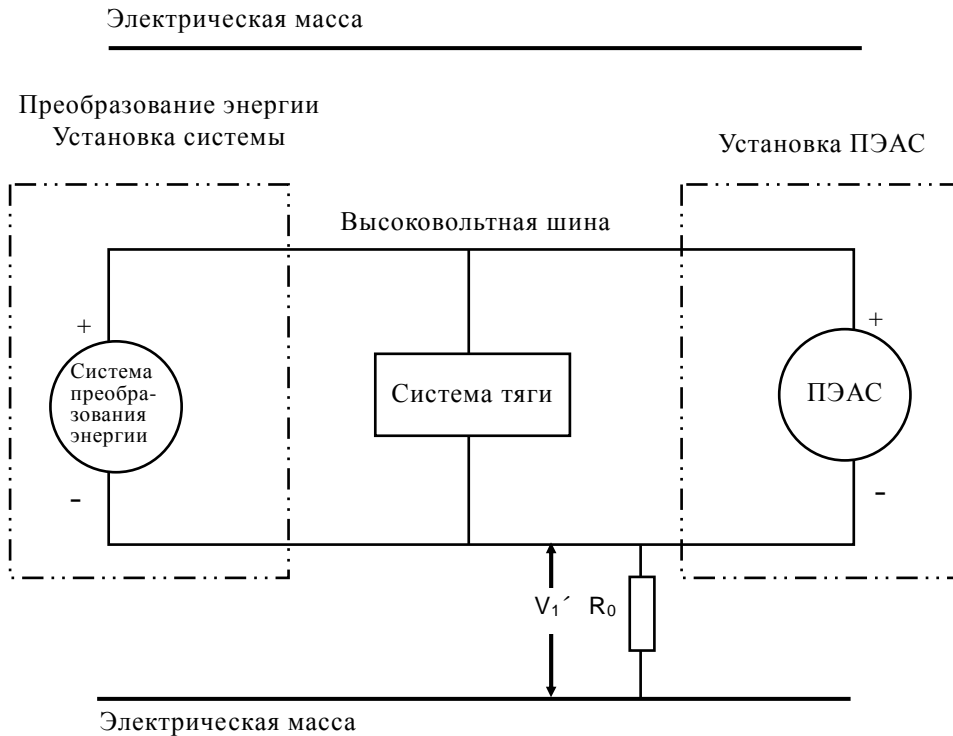 Электрическая масса
Преобразование энергии
Установка системы
Установка ПЭАС
Высоковольтная шина
+
+
Система
преобра-
зования
энергии
Система тяги
ПЭАС
-
-
V₁´ R₀
Электрическая масса